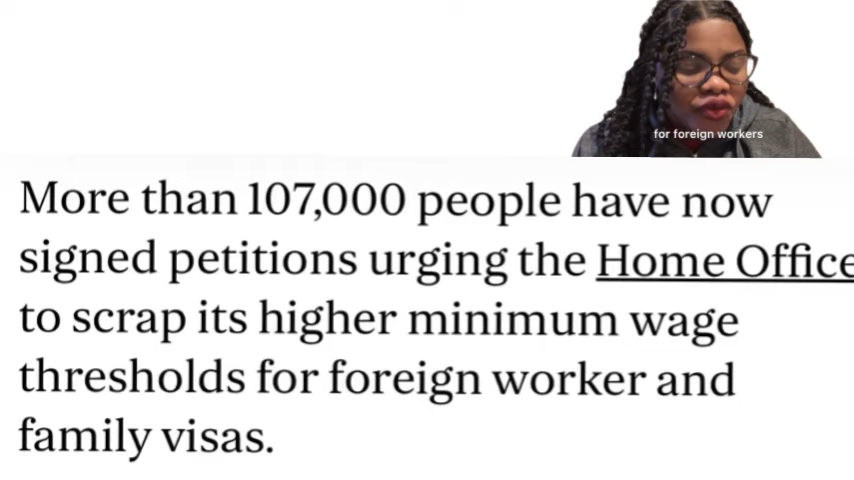 for foreign workers
More than 107,000 people have now
signed petitions urging the Home Office
to scrap its higher minimum wage
thresholds for foreign worker and
family visas.